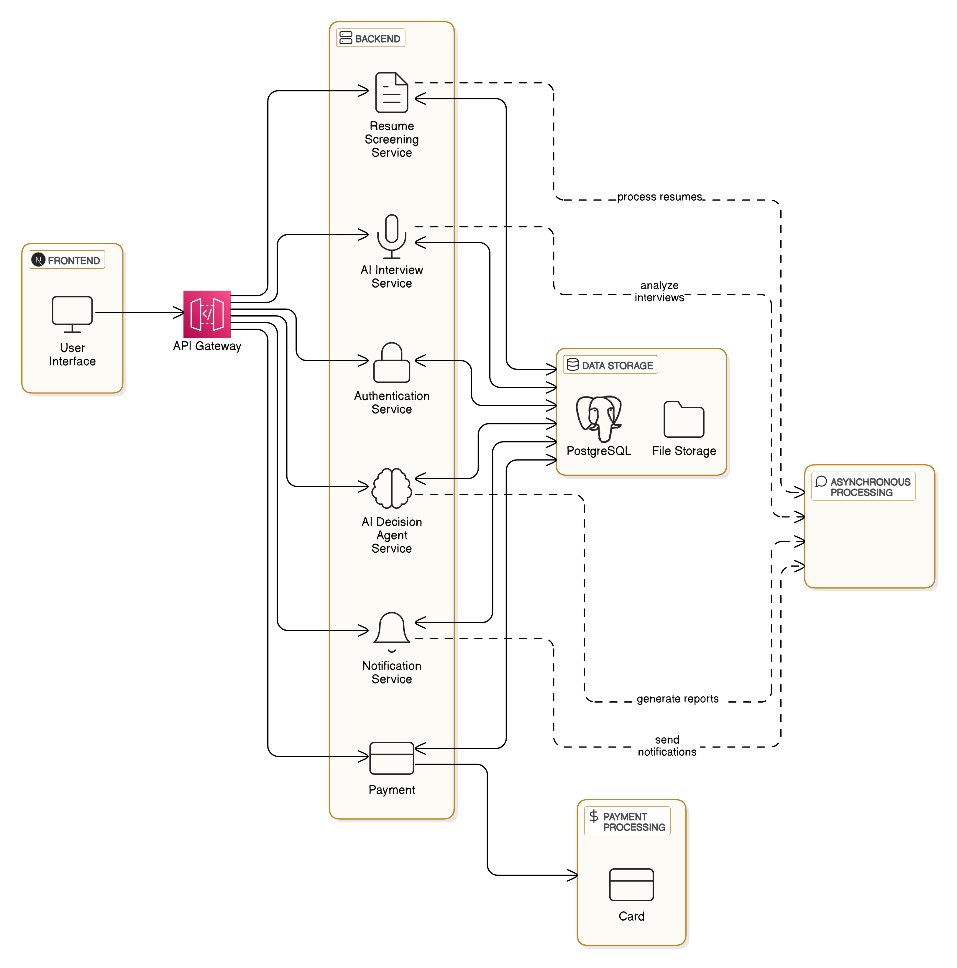 BACKEND
Resume
Screening
Service
process resumes
AI Interview
Service
FRONTEND
User
Interface
API Gateway
analyze
interviews
Authentication
Service
DATA STORAGE
PostgreSQL
File Storage
AI Decision
Agent
Service
ASYNCHRONOUS
PROCESSING
Notification
Service
generate reports
send
notifications
Payment
PAYMENT
PROCESSING
Card